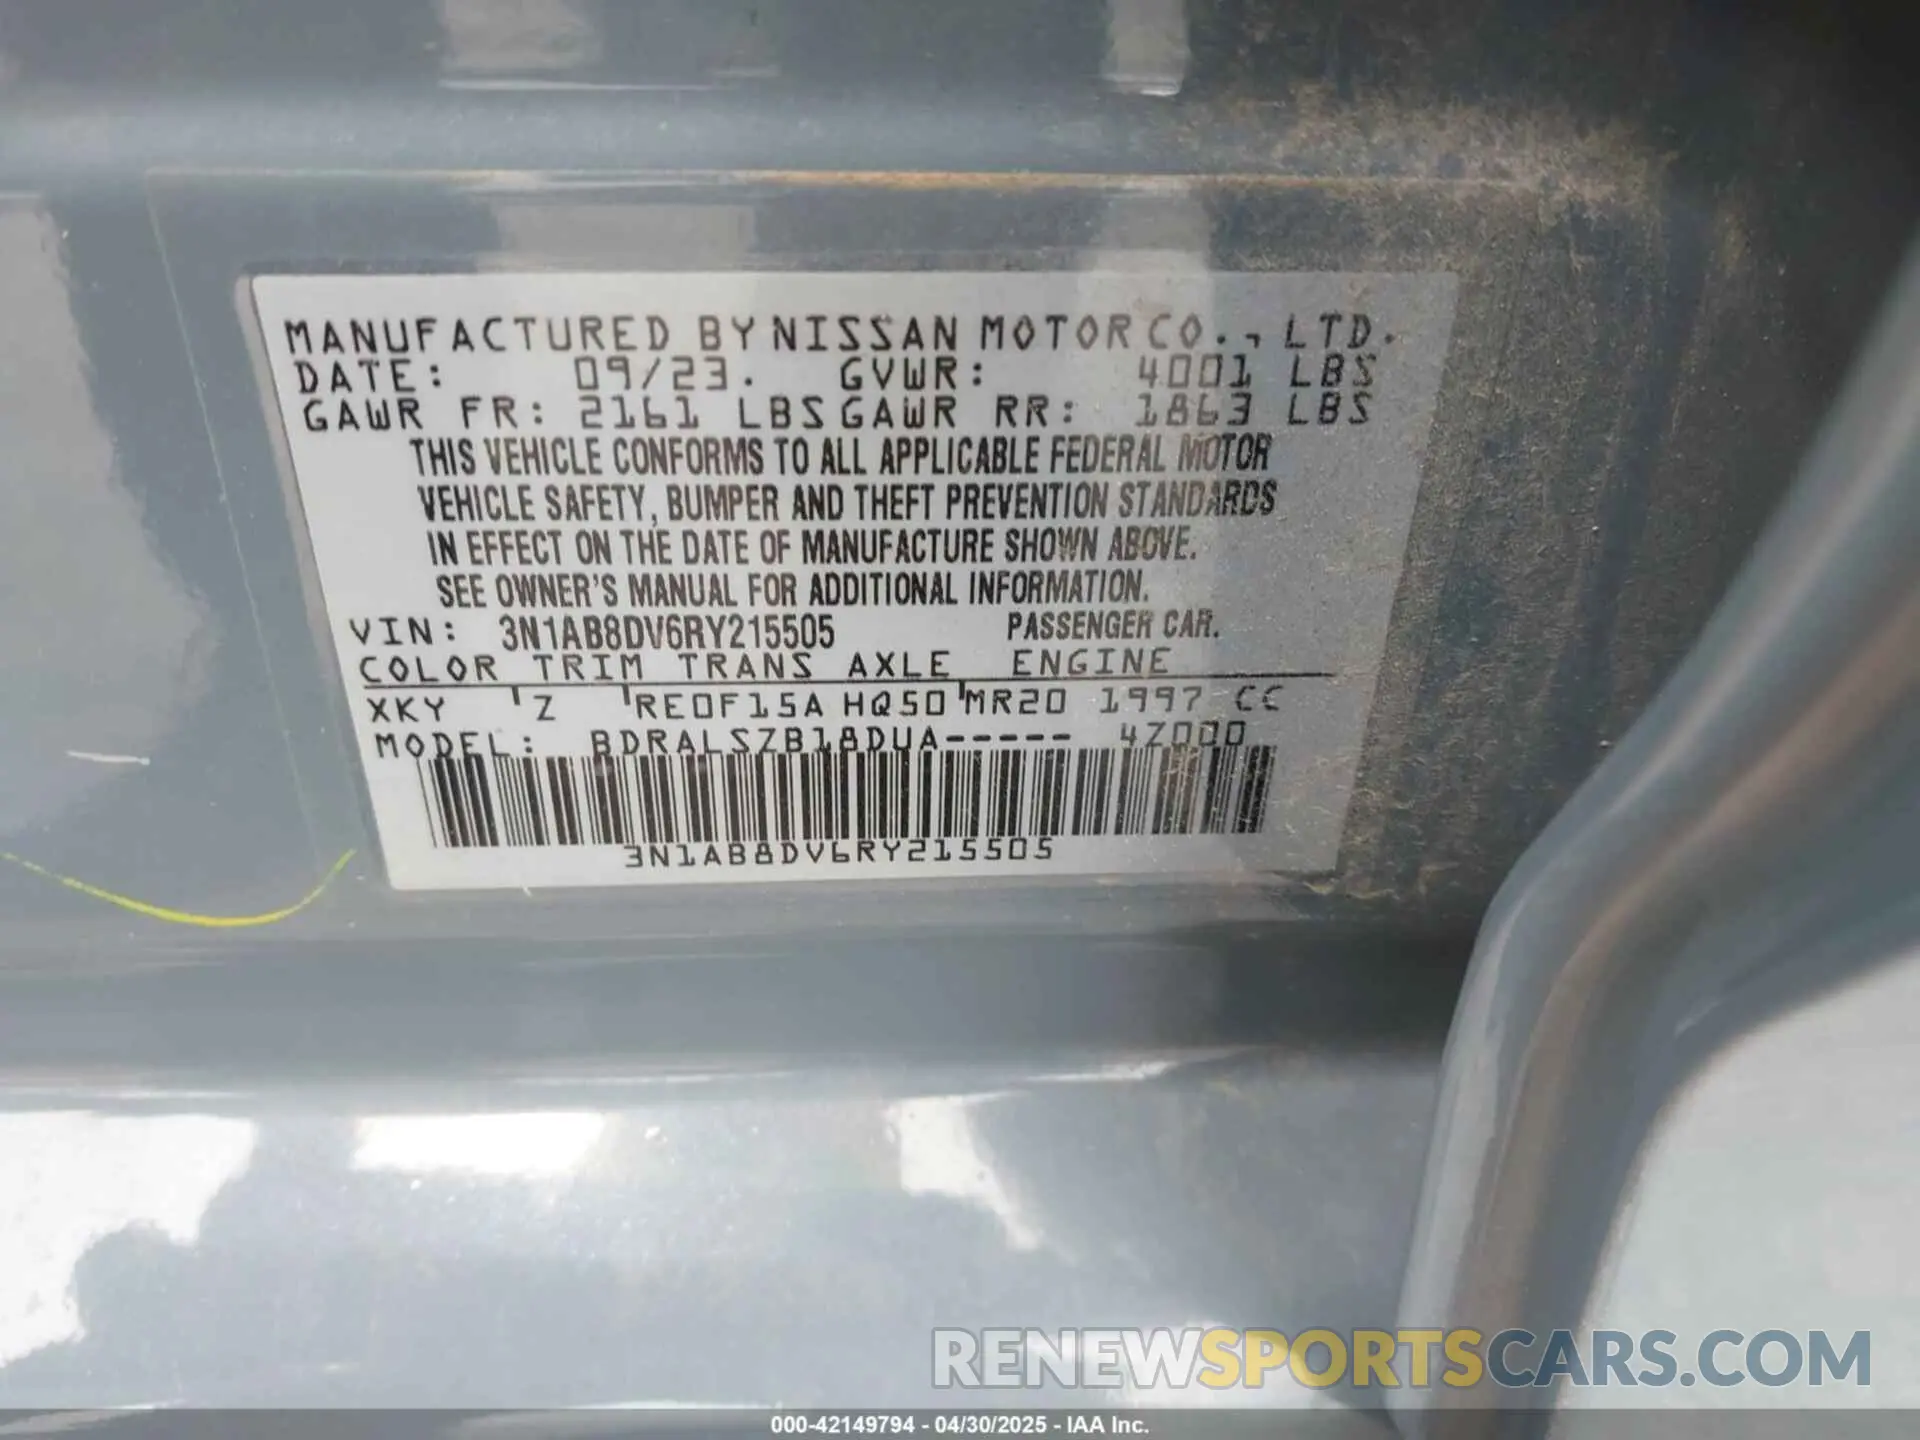 MANUFACTURED BY NISSAN MOTOR CO., LTD.
DATE: 09/23. GVWR: 4001 LBS
GAWR FR: 2161 LBS GAWR RR: 1863 LBS
THIS VEHICLE CONFORMS TO ALL APPLICABLE FEDERAL MOTOR
VEHICLE SAFETY, BUMPER AND THEFT PREVENTION STANDARDS
IN EFFECT ON THE DATE OF MANUFACTURE SHOWN ABOVE.
SEE OWNER'S MANUAL FOR ADDITIONAL INFORMATION.
VIN: 3N1AB8DV6RY215505 PASSENGER CAR.
COLOR TRIM TRANS AXLE ENGINE
XKY Z RE0F15A HQ50 MR20 1997 CC
MODEL: BDRALSZB18DUA----- 4Z000
3N1AB8DV6RY215505
RENEWSPORTSCARS.COM
000-42149794 - 04/30/2025 - IAA Inc.